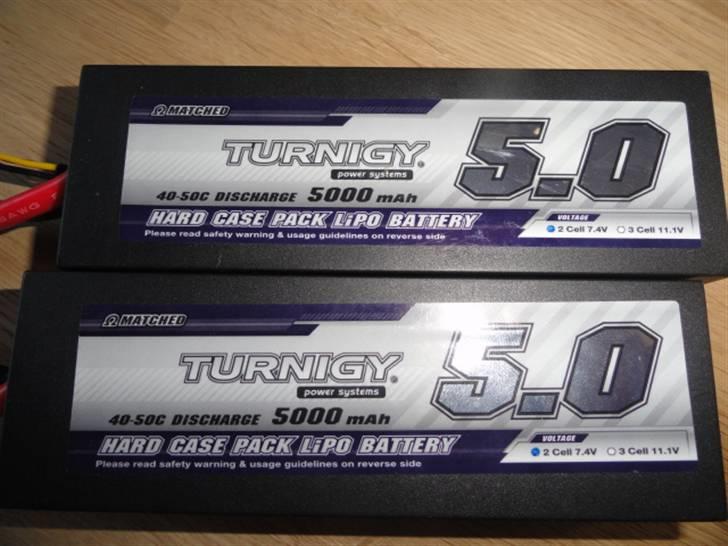 Ω MATCHED
TURNIGY®
power systems
5.0
40-50C DISCHARGE 5000 mAh
HARD CASE PACK LiPO BATTERY
VOLTAGE
2 Cell 7.4V 3 Cell 11.1V
Please read safety warning & usage guidelines on reverse side
AWG
Ω MATCHED
TURNIGY®
power systems
5.0
40-50C DISCHARGE 5000 mAh
HARD CASE PACK LiPO BATTERY
VOLTAGE
2 Cell 7.4V 3 Cell 11.1V
Please read safety warning & usage guidelines on reverse side